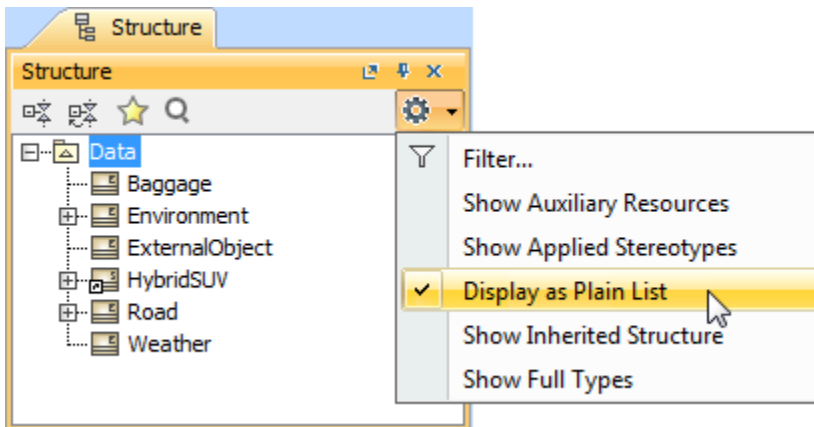 Structure
Structure
Data
Baggage
Environment
ExternalObject
HybridSUV
Road
Weather
Filter...
Show Auxiliary Resources
Show Applied Stereotypes
Display as Plain List
Show Inherited Structure
Show Full Types